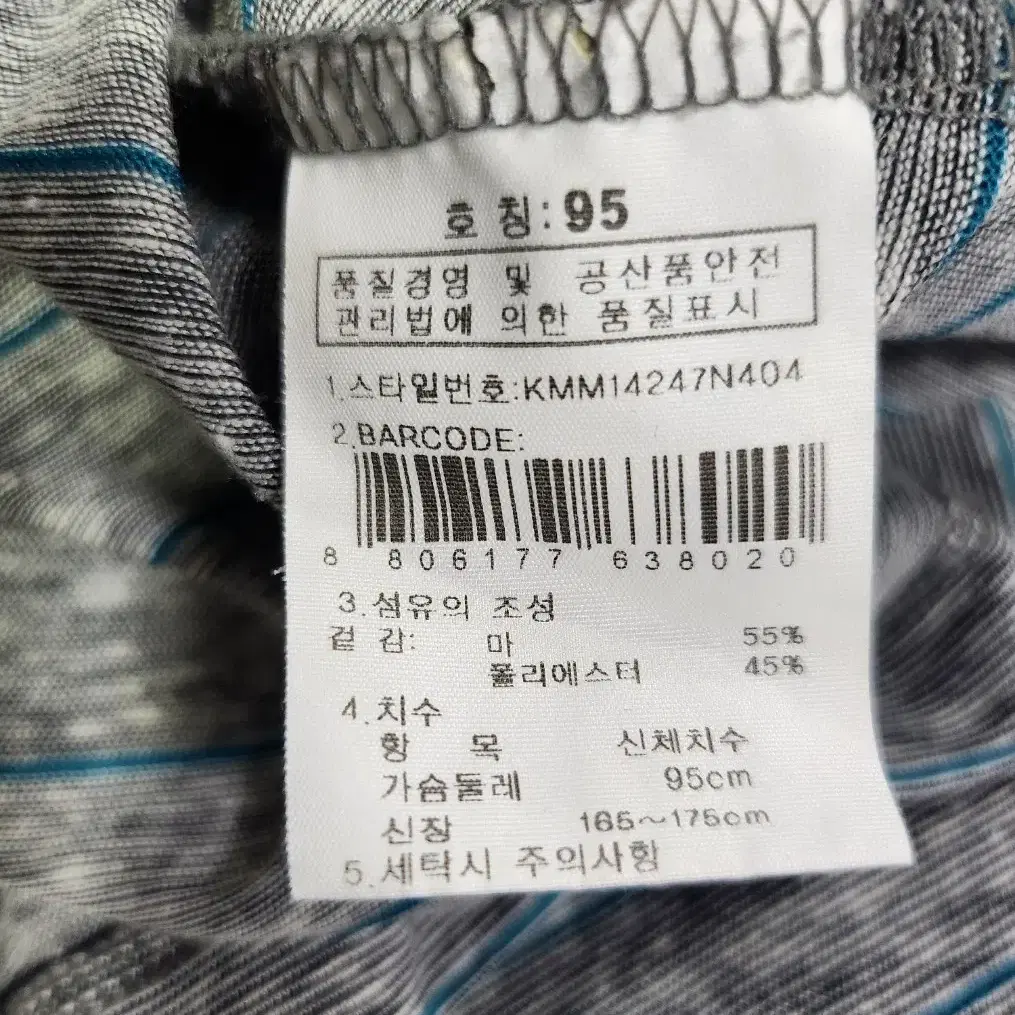 호 칭: 95
품질경영 및 공산품안전
관리법에 의한 품질표시
1.스타일번호:KMM14247N404
2.BARCODE:
8 806177 638020
3.섬유의 조성
겉 감: 마 55%
폴리에스터 45%
4.치수
항 목 신체치수
가슴둘레 95cm
신장 165~175cm
5.세탁시 주의사항